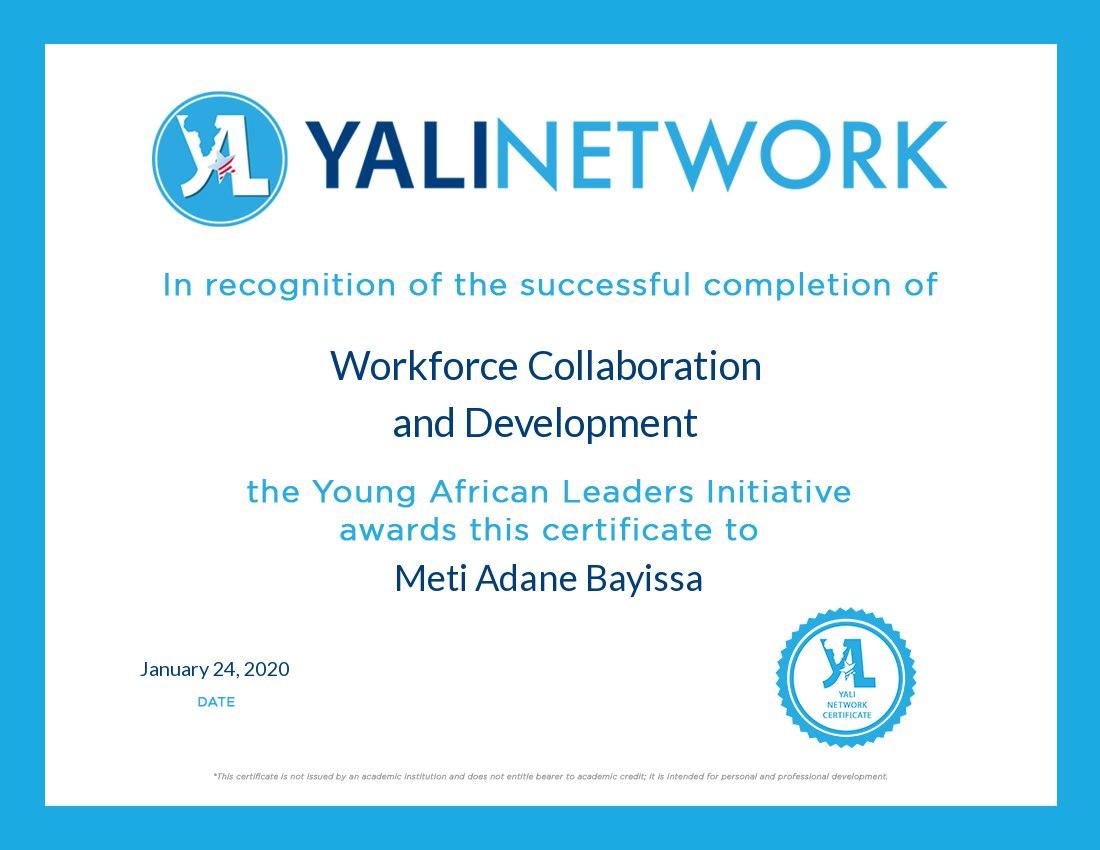 YALINETWORK
In recognition of the successful completion of
Workforce Collaboration
and Development
the Young African Leaders Initiative
awards this certificate to
Meti Adane Bayissa
January 24, 2020
DATE
YALI
NETWORK
CERTIFICATE
*This certificate is not issued by an academic institution and does not entitle bearer to academic credit; it is intended for personal and professional development.